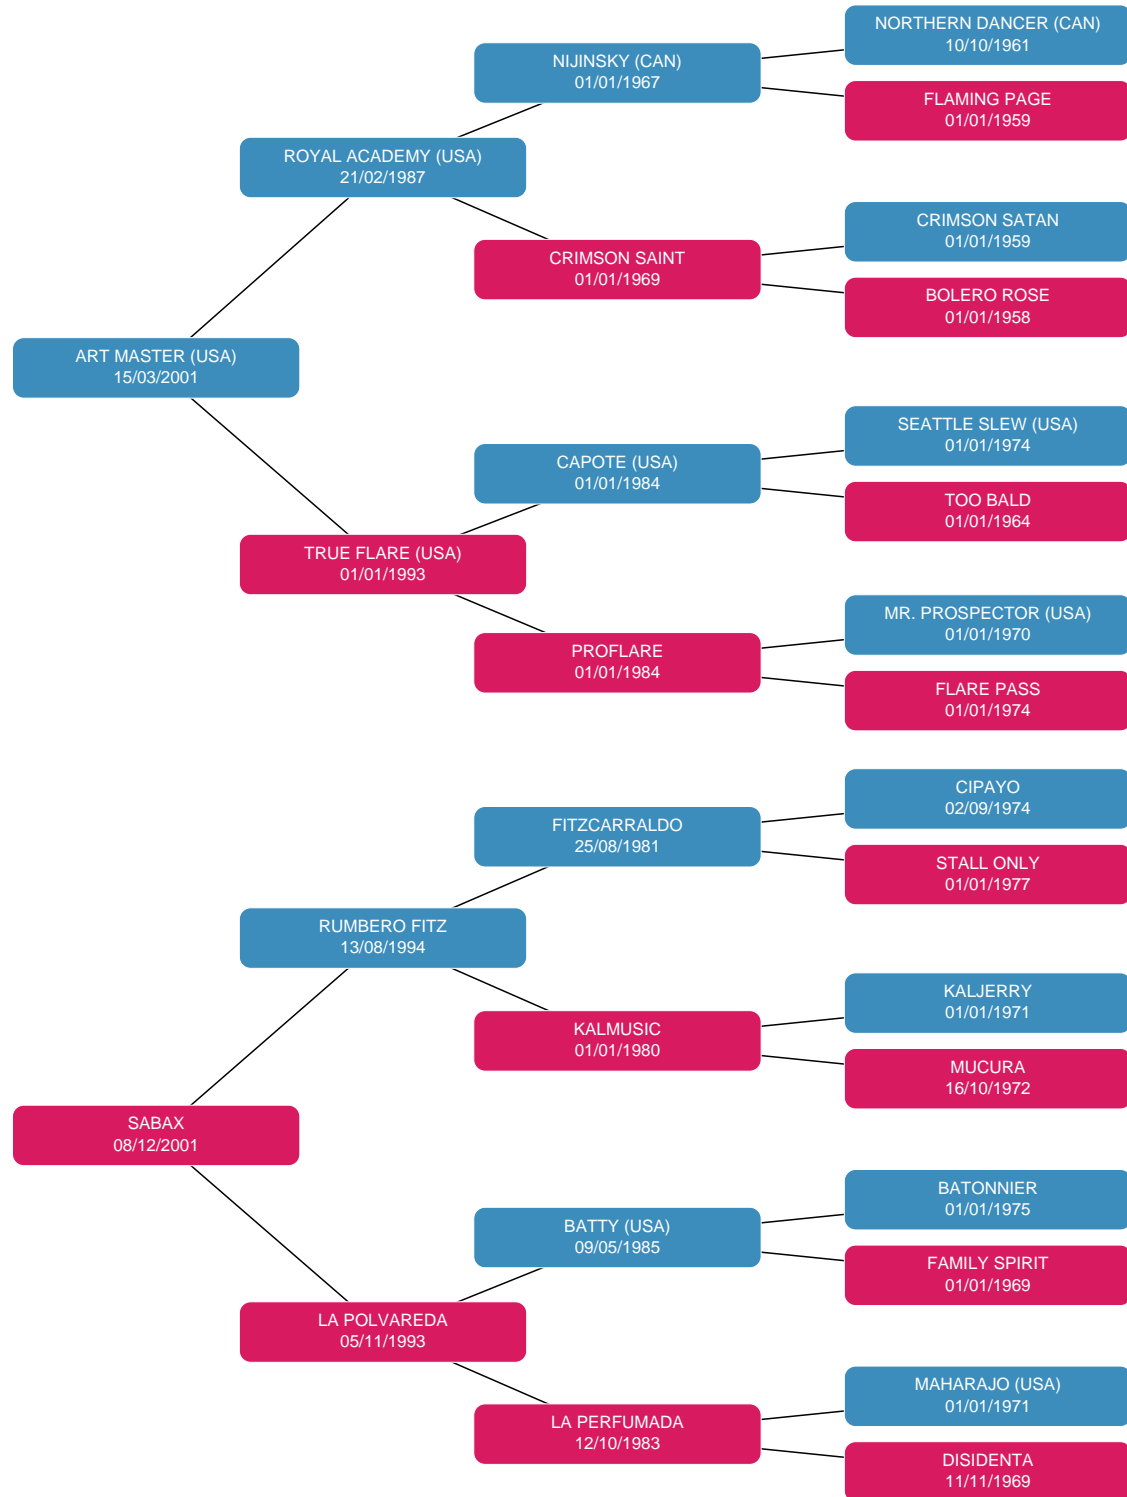 NORTHERN DANCER (CAN)
10/10/1961
NIJINSKY (CAN)
01/01/1967
FLAMING PAGE
01/01/1959
ROYAL ACADEMY (USA)
21/02/1987
CRIMSON SATAN
01/01/1959
CRIMSON SAINT
01/01/1969
BOLERO ROSE
01/01/1958
ART MASTER (USA)
15/03/2001
SEATTLE SLEW (USA)
01/01/1974
CAPOTE (USA)
01/01/1984
TOO BALD
01/01/1964
TRUE FLARE (USA)
01/01/1993
MR. PROSPECTOR (USA)
01/01/1970
PROFLARE
01/01/1984
FLARE PASS
01/01/1974
CIPAYO
02/09/1974
FITZCARRALDO
25/08/1981
STALL ONLY
01/01/1977
RUMBERO FITZ
13/08/1994
KALJERRY
01/01/1971
KALMUSIC
01/01/1980
MUCURA
16/10/1972
SABAX
08/12/2001
BATONNIER
01/01/1975
BATTY (USA)
09/05/1985
FAMILY SPIRIT
01/01/1969
LA POLVAREDA
05/11/1993
MAHARAJO (USA)
01/01/1971
LA PERFUMADA
12/10/1983
DISIDENTA
11/11/1969